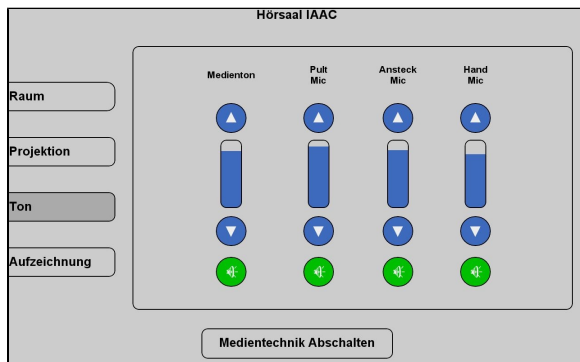 Hörsaal IAAC
Medienton
Pult
Mic
Ansteck
Mic
Hand
Mic
Raum
Projektion
Ton
Aufzeichnung
Medientechnik Abschalten